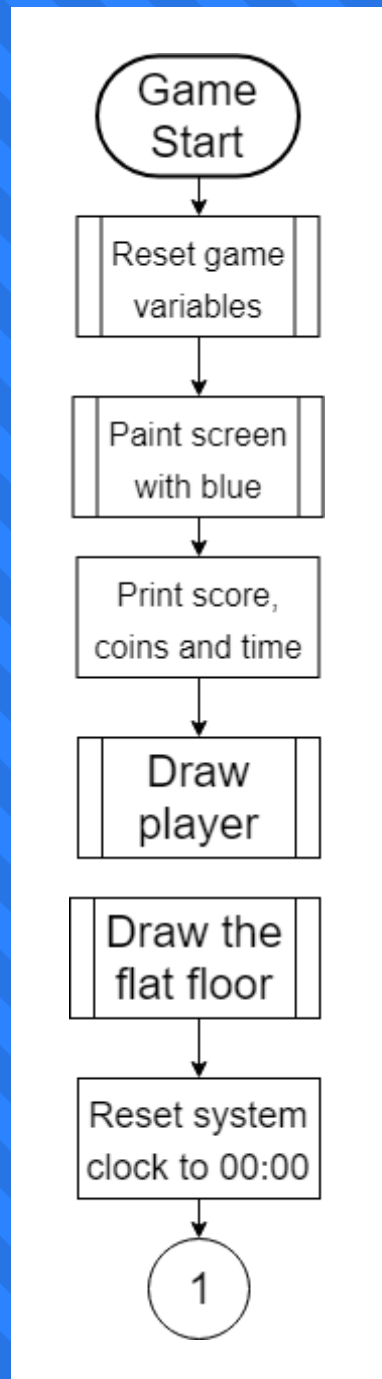 Game
Start
Reset game
variables
Paint screen
with blue
Print score,
coins and time
Draw
player
Draw the
flat floor
Reset system
clock to 00:00
1